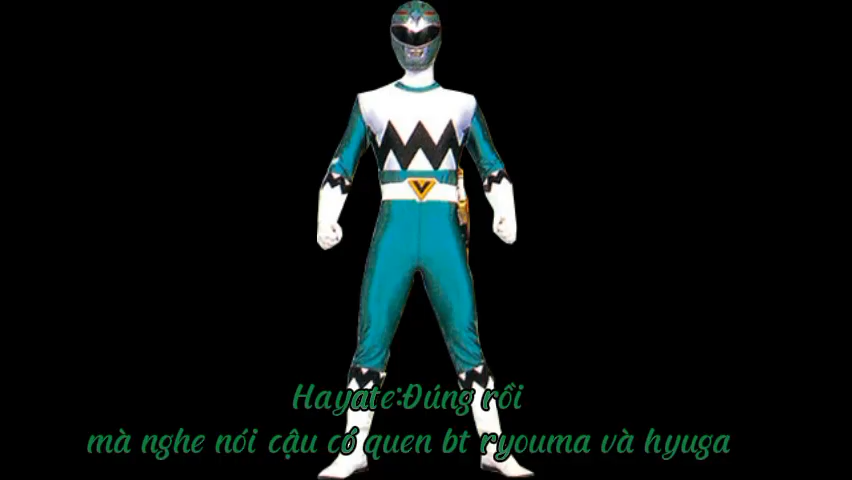 Hayate:Đúng rồi
mà nghe nói cậu có quen bt ryouma và hyuga